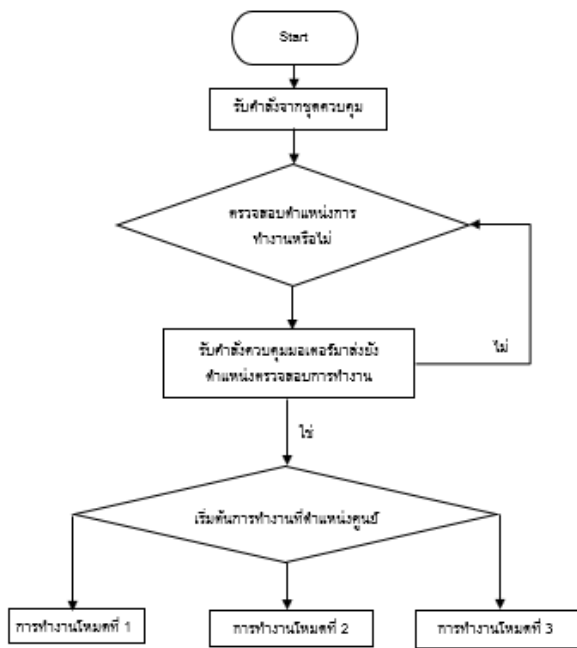 Start
รับคำสั่งจากชุดควบคุม
ตรวจสอบตำแหน่งการ
ทำงานหรือไม่
รับคำสั่งควบคุมมอเตอร์มาส่งยัง
ตำแหน่งตรวจสอบการทำงาน
ไม่
ใช่
เริ่มต้นการทำงานที่ตำแหน่งศูนย์
การทำงานโหมดที่ 1
การทำงานโหมดที่ 2
การทำงานโหมดที่ 3